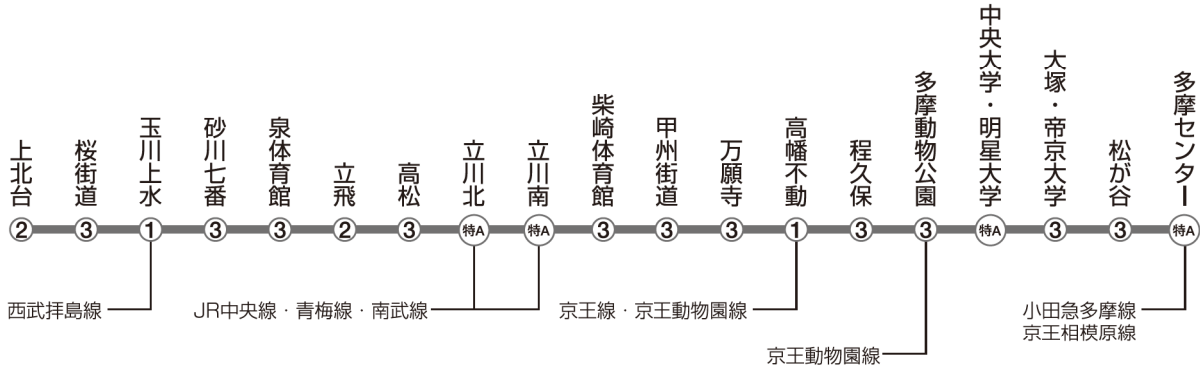 上北台
桜街道
玉川上水
砂川七番
泉体育館
立飛
高松
立川北
立川南
柴崎体育館
甲州街道
万願寺
高幡不動
程久保
多摩動物公園
中央大学・明星大学
大塚・帝京大学
松が谷
多摩センター
2
3
1
3
3
2
3
特A
特A
3
3
3
1
3
3
特A
3
3
特A
西武拝島線
JR中央線・青梅線・南武線
京王線・京王動物園線
京王動物園線
小田急多摩線
京王相模原線